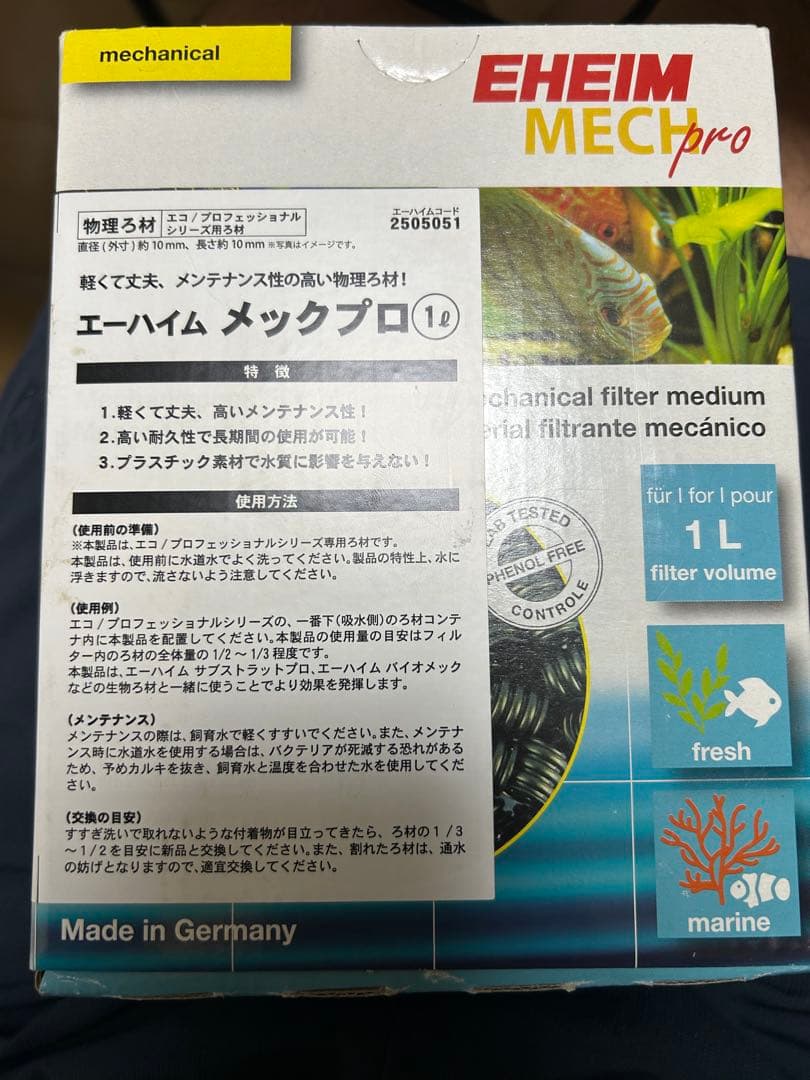 mechanical
EHEIM
MECH pro
物理ろ材
エコ/プロフェッショナル
シリーズ用ろ材
エーハイムコード
2505051
直径(外寸)約10mm、長さ約10mm ※写真はイメージです。
軽くて丈夫、メンテナンス性の高い物理ろ材!
エーハイム メックプロ 1ℓ
特 徴
1.軽くて丈夫、高いメンテナンス性!
2.高い耐久性で長期間の使用が可能!
3.プラスチック素材で水質に影響を与えない!
使用方法
(使用前の準備)
※本製品は、エコ/プロフェッショナルシリーズ専用ろ材です。
本製品は、使用前に水道水でよく洗ってください。製品の特性上、水に
浮きますので、流さないよう注意してください。
(使用例)
エコ/プロフェッショナルシリーズの、一番下(吸水側)のろ材コンテ
ナ内に本製品を配置してください。本製品の使用量の目安はフィル
ター内のろ材の全体量の1/2～1/3程度です。
本製品は、エーハイム サブストラットプロ、エーハイム バイオメック
などの生物ろ材と一緒に使うことでより効果を発揮します。
(メンテナンス)
メンテナンスの際は、飼育水で軽くすすいでください。また、メンテナ
ンス時に水道水を使用する場合は、バクテリアが死滅する恐れがある
ため、予めカルキを抜き、飼育水と温度を合わせた水を使用してくだ
さい。
(交換の目安)
すすぎ洗いで取れないような付着物が目立ってきたら、ろ材の1/3
～1/2を目安に新品と交換してください。また、割れたろ材は、通水
の妨げとなりますので、適宜交換してください。
chanical filter medium
erial filtrante mecánico
LAB TESTED
PHENOL FREE
CONTROLE
für I for I pour
1 L
filter volume
fresh
marine
Made in Germany